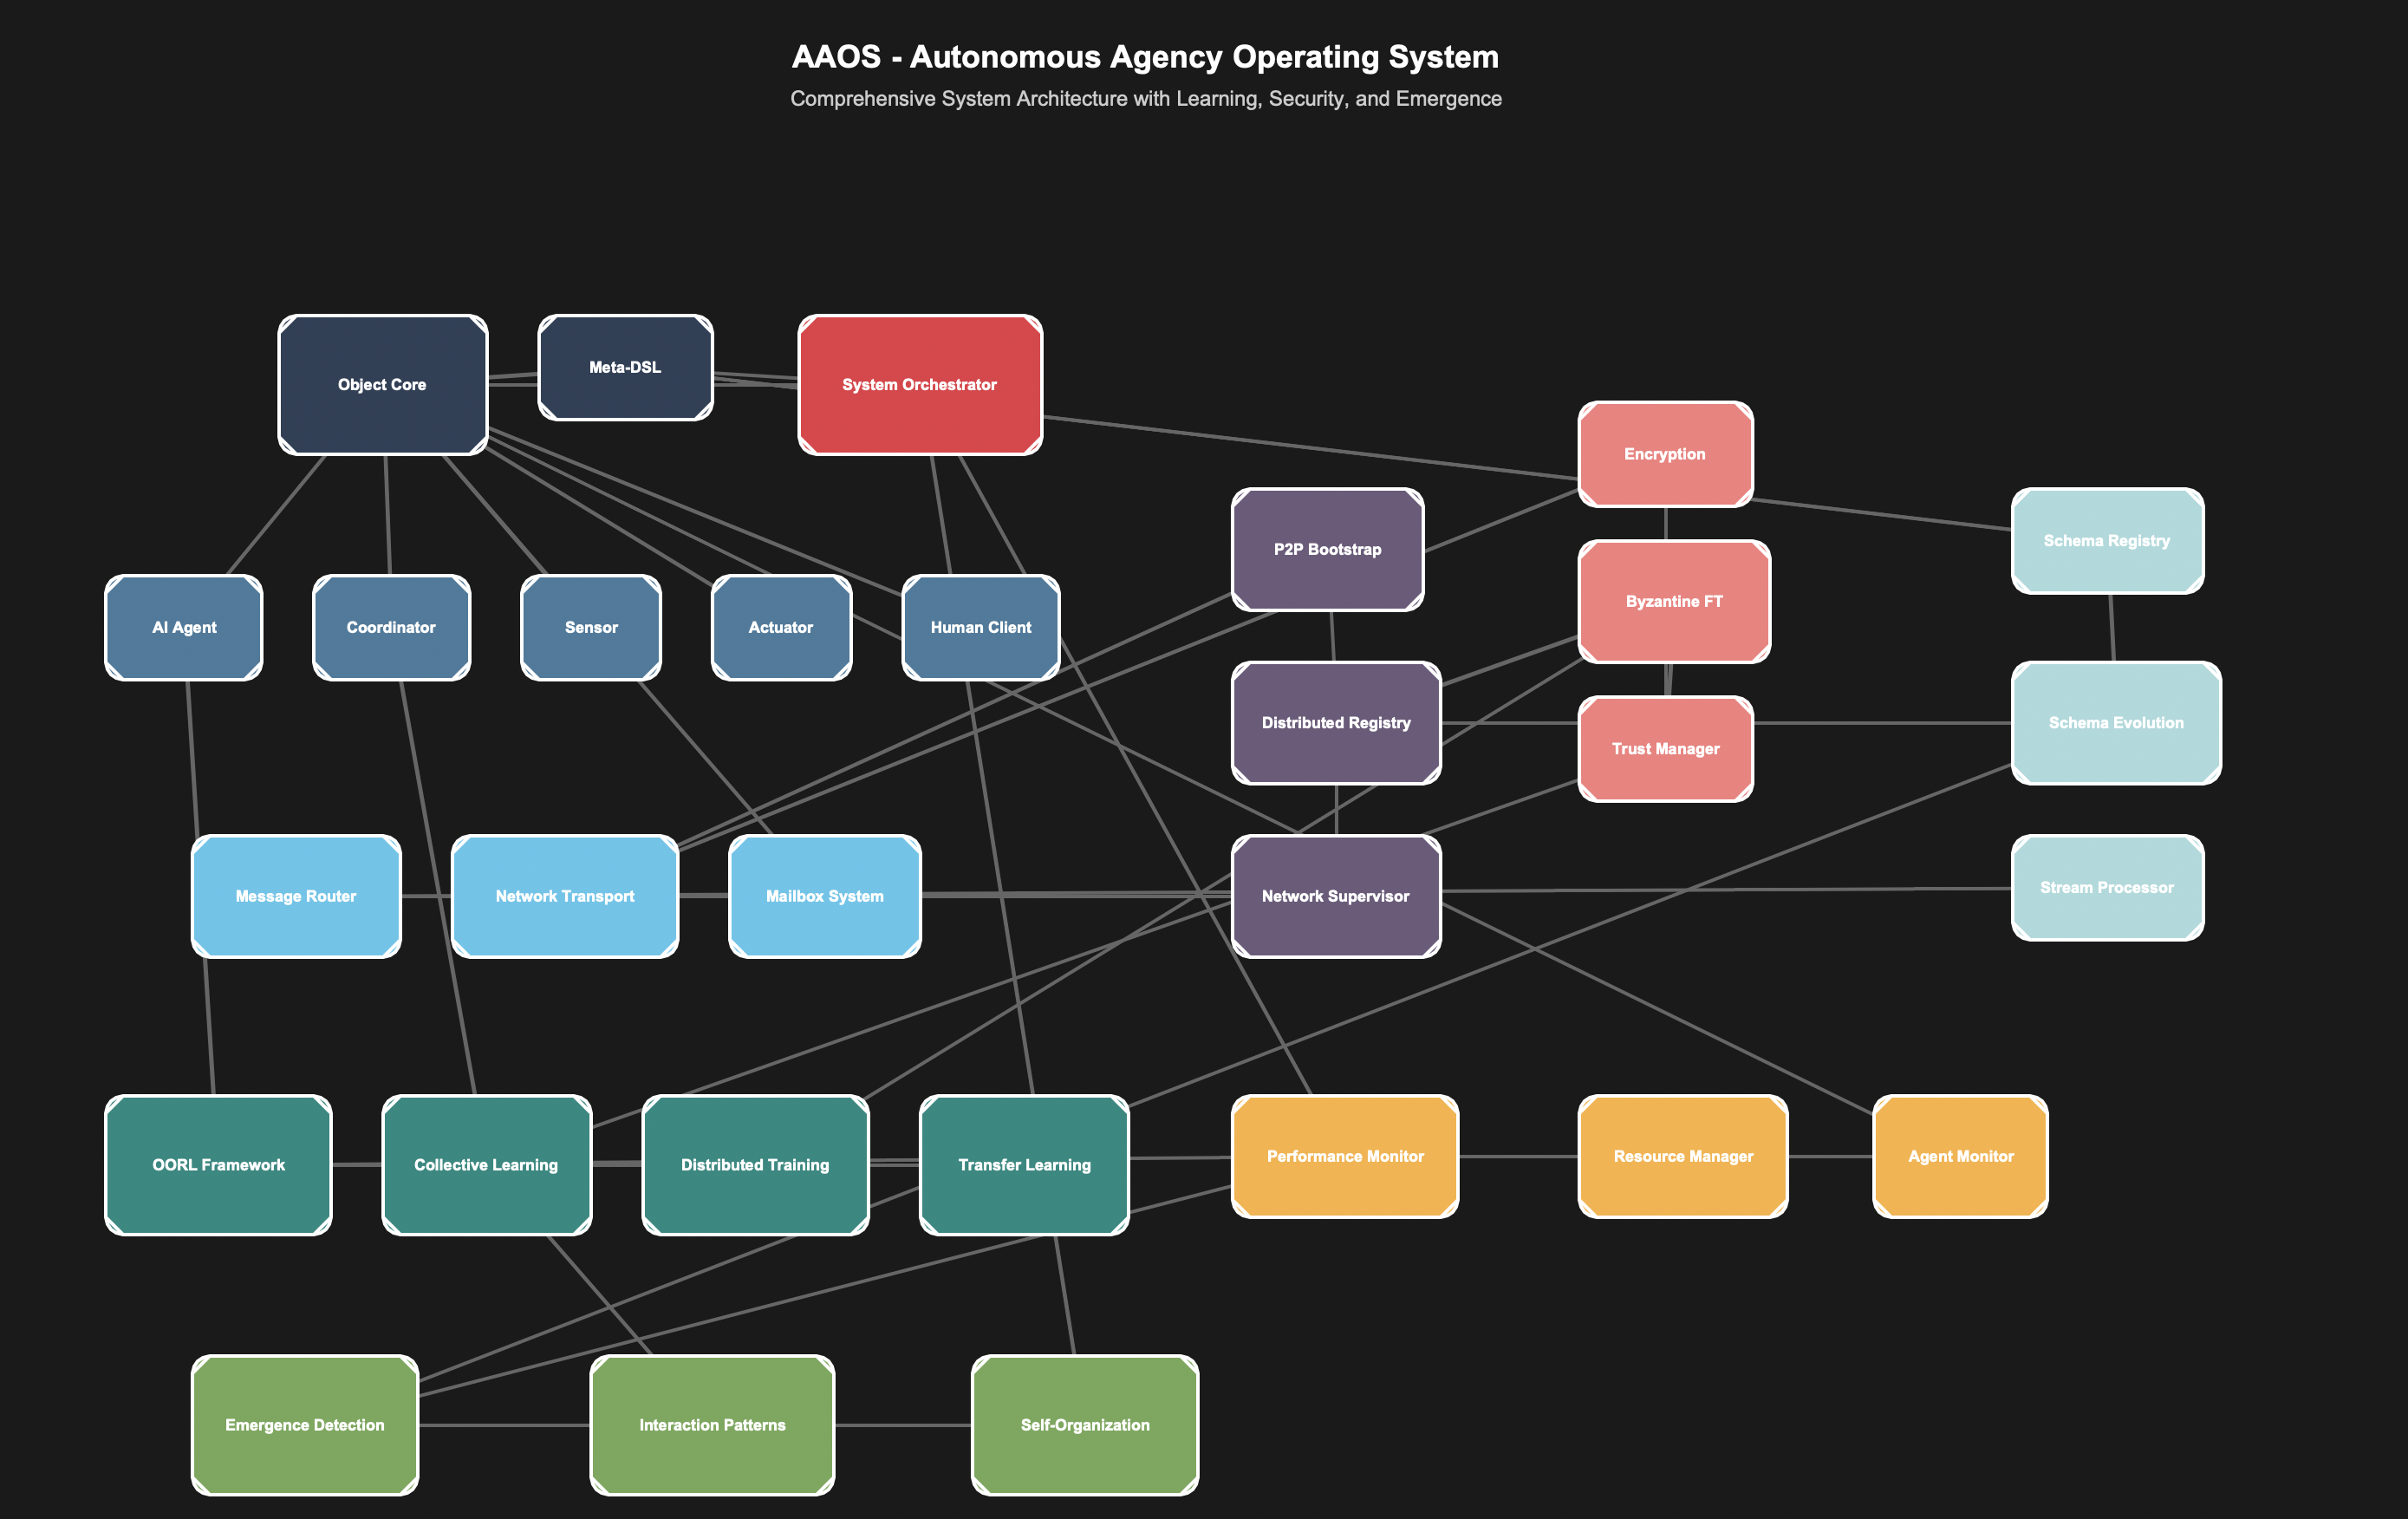 AAOS - Autonomous Agency Operating System
Comprehensive System Architecture with Learning, Security, and Emergence
Object Core
Meta-DSL
System Orchestrator
Encryption
P2P Bootstrap
Schema Registry
Byzantine FT
AI Agent
Coordinator
Sensor
Actuator
Human Client
Distributed Registry
Trust Manager
Schema Evolution
Message Router
Network Transport
Mailbox System
Network Supervisor
Stream Processor
OORL Framework
Collective Learning
Distributed Training
Transfer Learning
Performance Monitor
Resource Manager
Agent Monitor
Emergence Detection
Interaction Patterns
Self-Organization